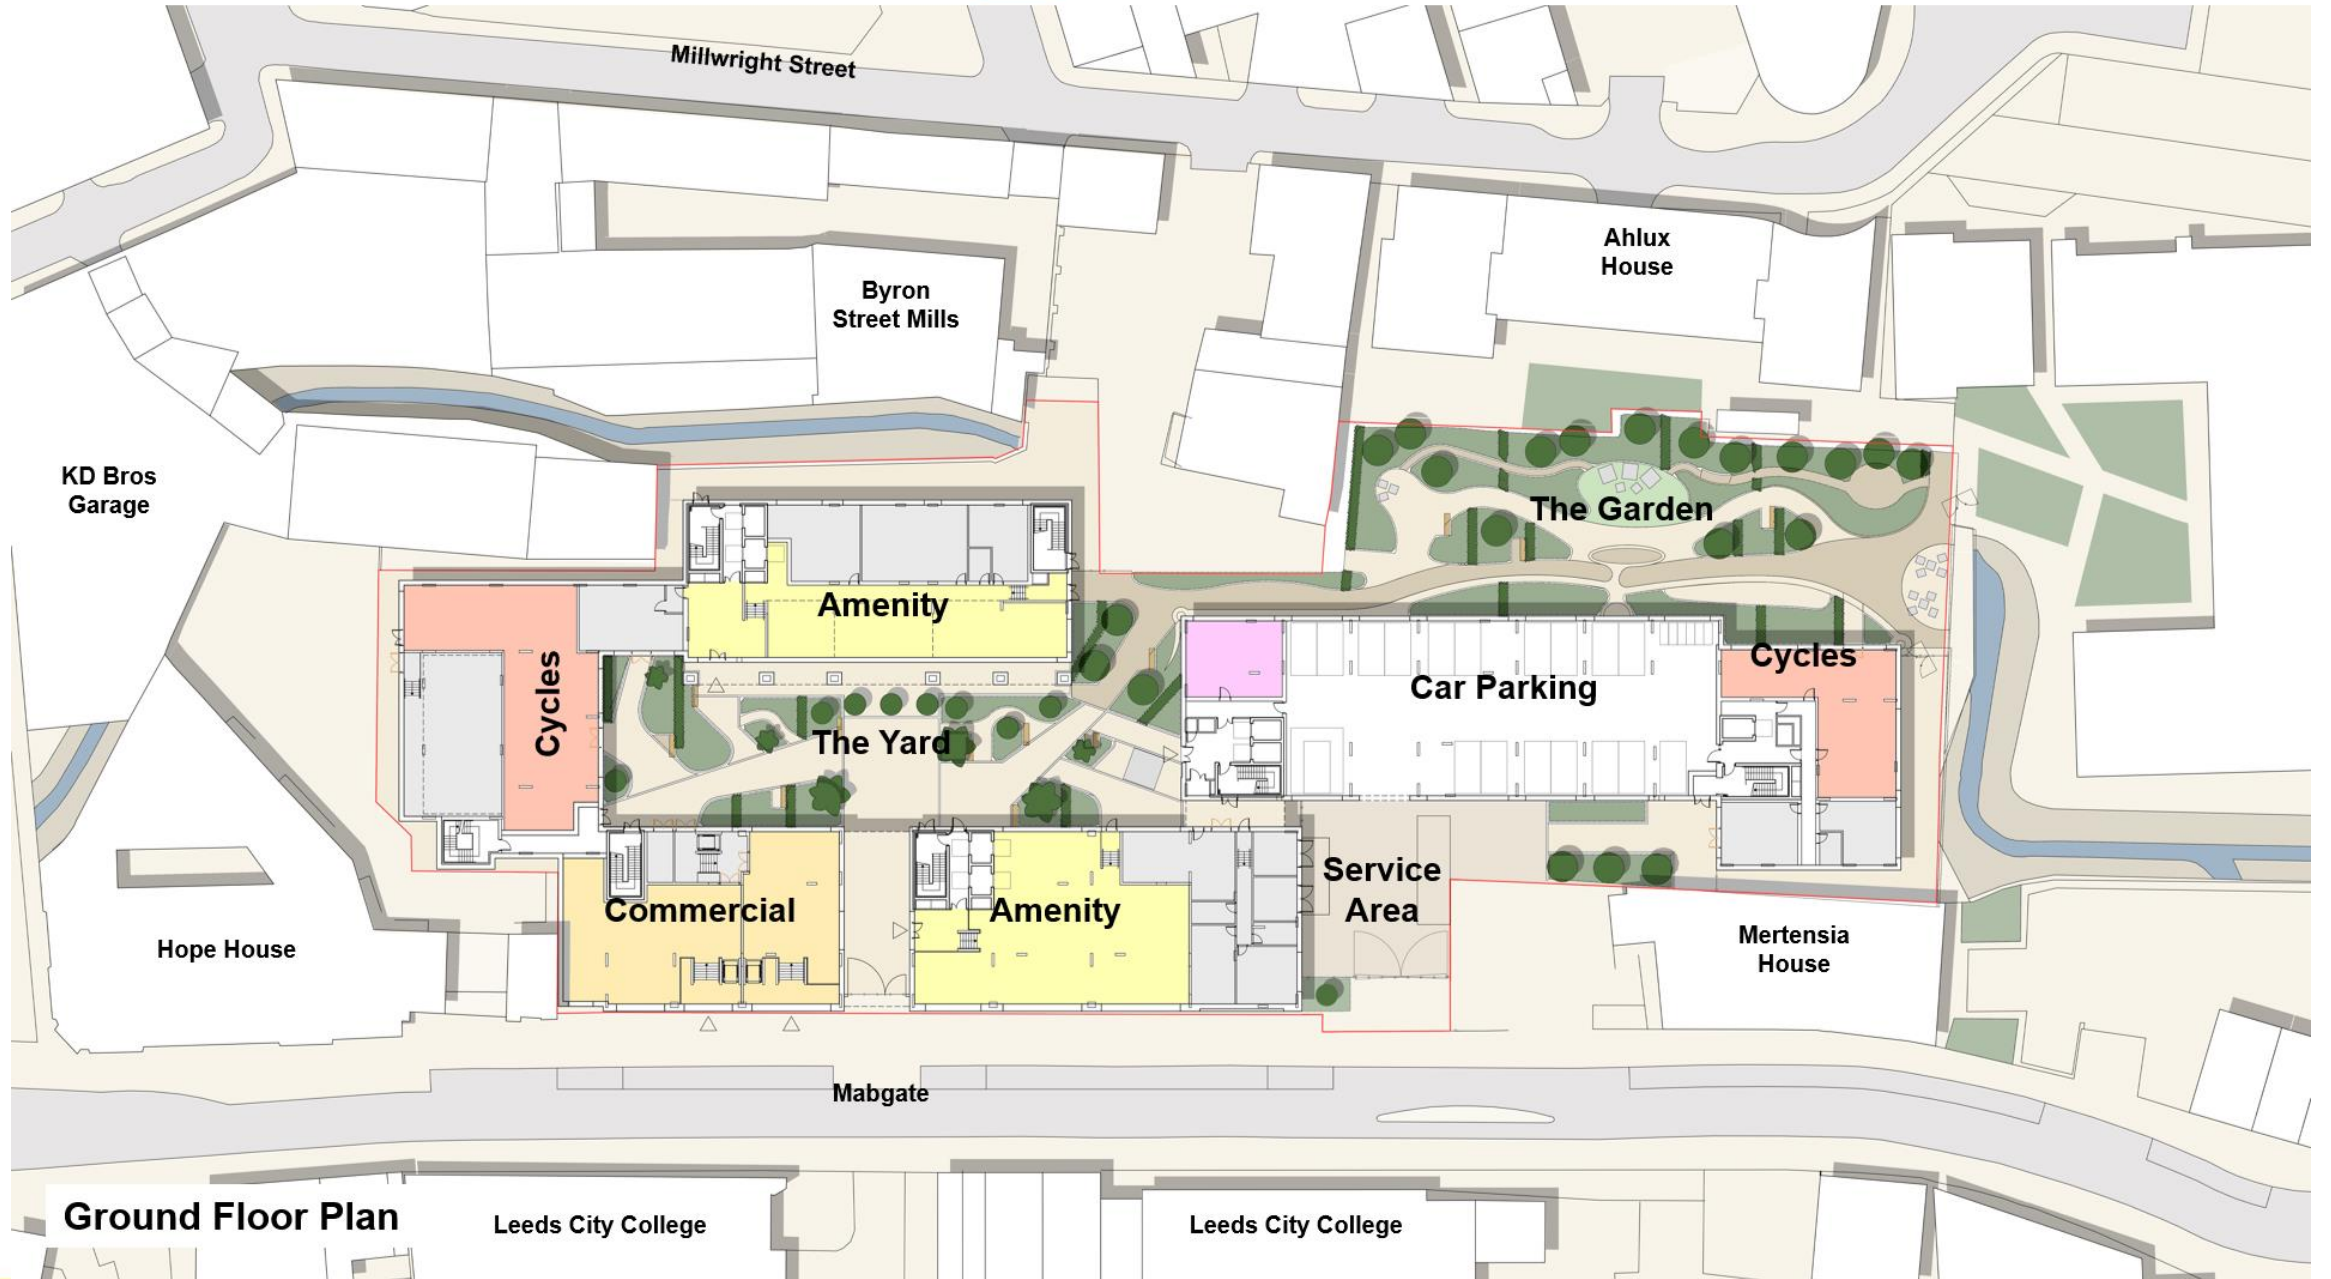 Millwright Street
Ahlux
House
Byron
Street Mills
KD Bros
Garage
The Garden
Amenity
Cycles
Cycles
Car Parking
The Yard
Commercial
Amenity
Service
Area
Hope House
Mertensia
House
Mabgate
Ground Floor Plan
Leeds City College
Leeds City College